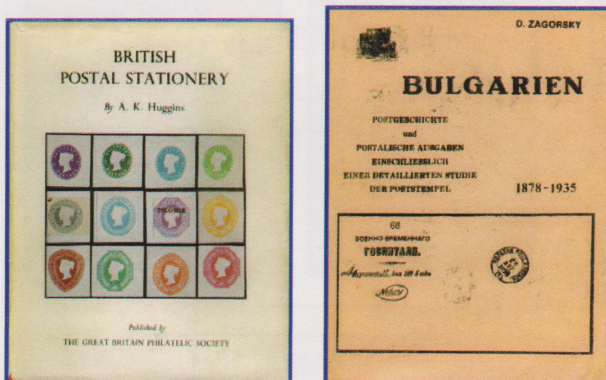 BRITISH
POSTAL STATIONERY
By A. K. Huggins
SPECIMEN
Published by
THE GREAT BRITAIN PHILATELIC SOCIETY
D. ZAGORSKY
BULGARIEN
POSTGESCHICHTE
und
POSTALISCHE AUSGABEN
EINSCHLIESSLICH
EINER DETAILLIERTEN STUDIE
DER POSTSTEMPEL
1878-1935
68